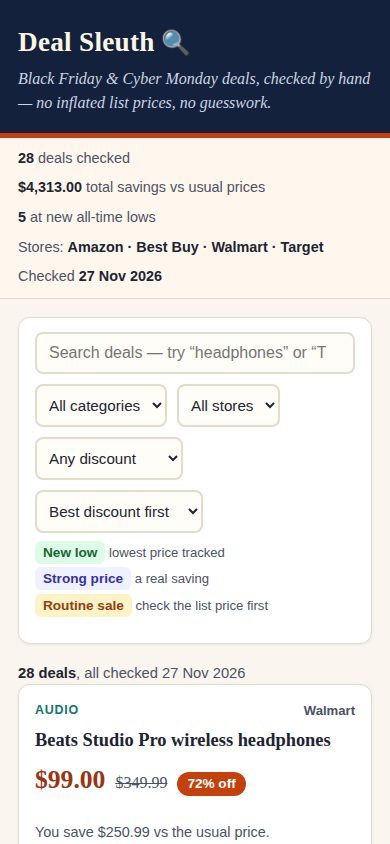 Deal Sleuth 🔍
Black Friday & Cyber Monday deals, checked by hand
— no inflated list prices, no guesswork.
28 deals checked
$4,313.00 total savings vs usual prices
5 at new all-time lows
Stores: Amazon · Best Buy · Walmart · Target
Checked 27 Nov 2026
Search deals — try “headphones” or “T
All categories All stores
Any discount
Best discount first
New low lowest price tracked
Strong price a real saving
Routine sale check the list price first
28 deals, all checked 27 Nov 2026
AUDIO Walmart
Beats Studio Pro wireless headphones
$99.00 $349.99 72% off
You save $250.99 vs the usual price.